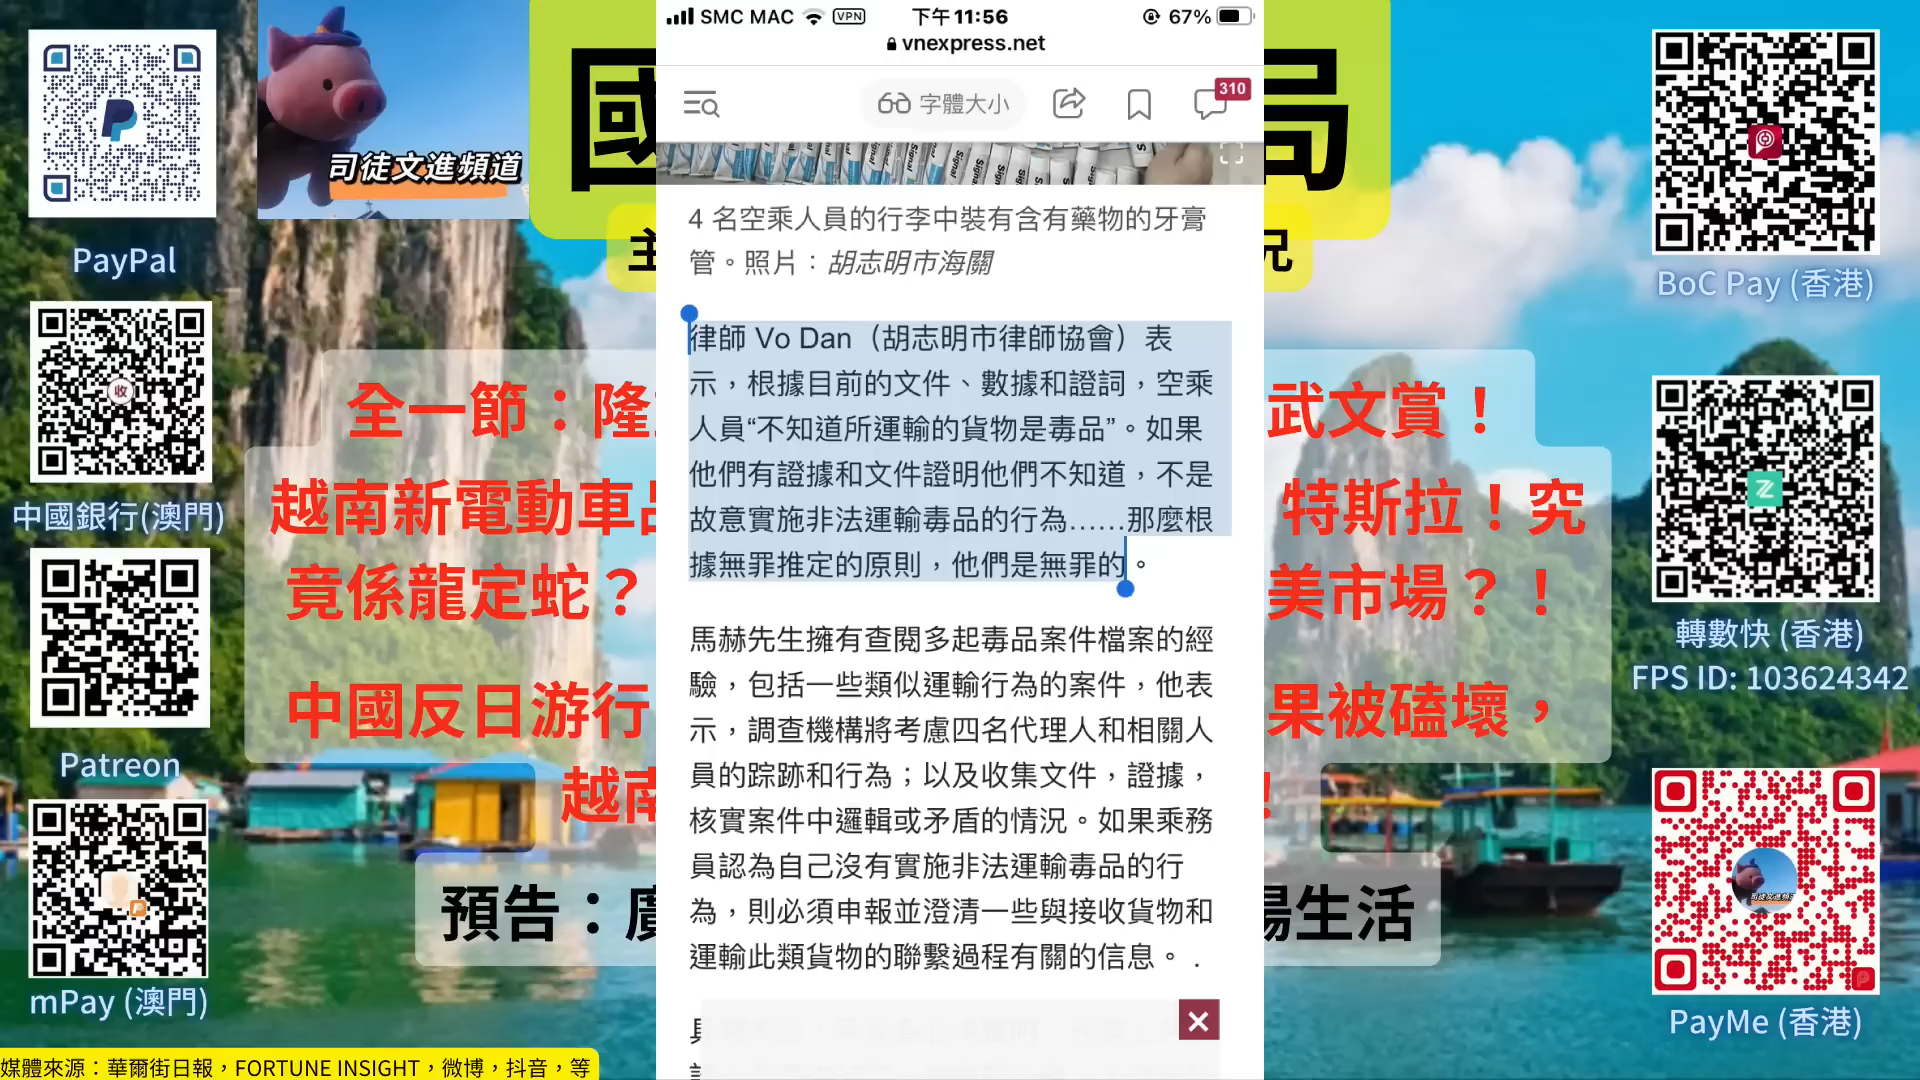 SMC MAC VPN 下午11:56 67%
vnexpress.net
字體大小 310
Signal Signal Signal Signal
4 名空乘人員的行李中裝有含有藥物的牙膏
管。照片：胡志明市海關
律師 Vo Dan（胡志明市律師協會）表
示，根據目前的文件、數據和證詞，空乘
人員“不知道所運輸的貨物是毒品”。如果
他們有證據和文件證明他們不知道，不是
故意實施非法運輸毒品的行為……那麼根
據無罪推定的原則，他們是無罪的。
馬赫先生擁有查閱多起毒品案件檔案的經
驗，包括一些類似運輸行為的案件，他表
示，調查機構將考慮四名代理人和相關人
員的踪跡和行為；以及收集文件，證據，
核實案件中邏輯或矛盾的情況。如果乘務
員認為自己沒有實施非法運輸毒品的行
為，則必須申報並澄清一些與接收貨物和
運輸此類貨物的聯繫過程有關的信息。 .
司徒文進頻道
國 局
主 況
全一節：隆 武文賞！
越南新電動車品 特斯拉！究
竟係龍定蛇？ 美市場？！
中國反日游行 果被磕壞，
越南 ！
預告：廣 場生活
PayPal
收
中國銀行(澳門)
Patreon
mPay (澳門)
BoC Pay (香港)
轉數快 (香港)
FPS ID: 103624342
司徒文進頻
PayMe (香港)
媒體來源：華爾街日報，FORTUNE INSIGHT，微博，抖音，等